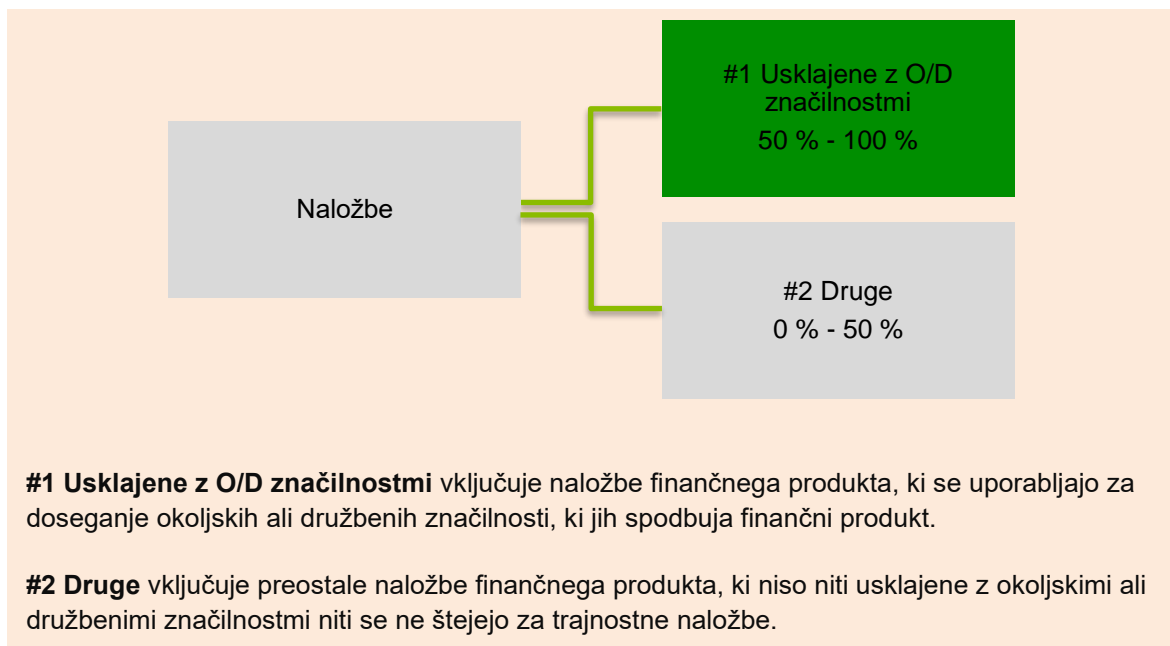 #1 Usklajene z O/D
značilnostmi
50 % - 100 %
Naložbe
#2 Druge
0 % - 50 %
#1 Usklajene z O/D značilnostmi vključuje naložbe finančnega produkta, ki se uporabljajo za
doseganje okoljskih ali družbenih značilnosti, ki jih spodbuja finančni produkt.
#2 Druge vključuje preostale naložbe finančnega produkta, ki niso niti usklajene z okoljskimi ali
družbenimi značilnostmi niti se ne štejejo za trajnostne naložbe.